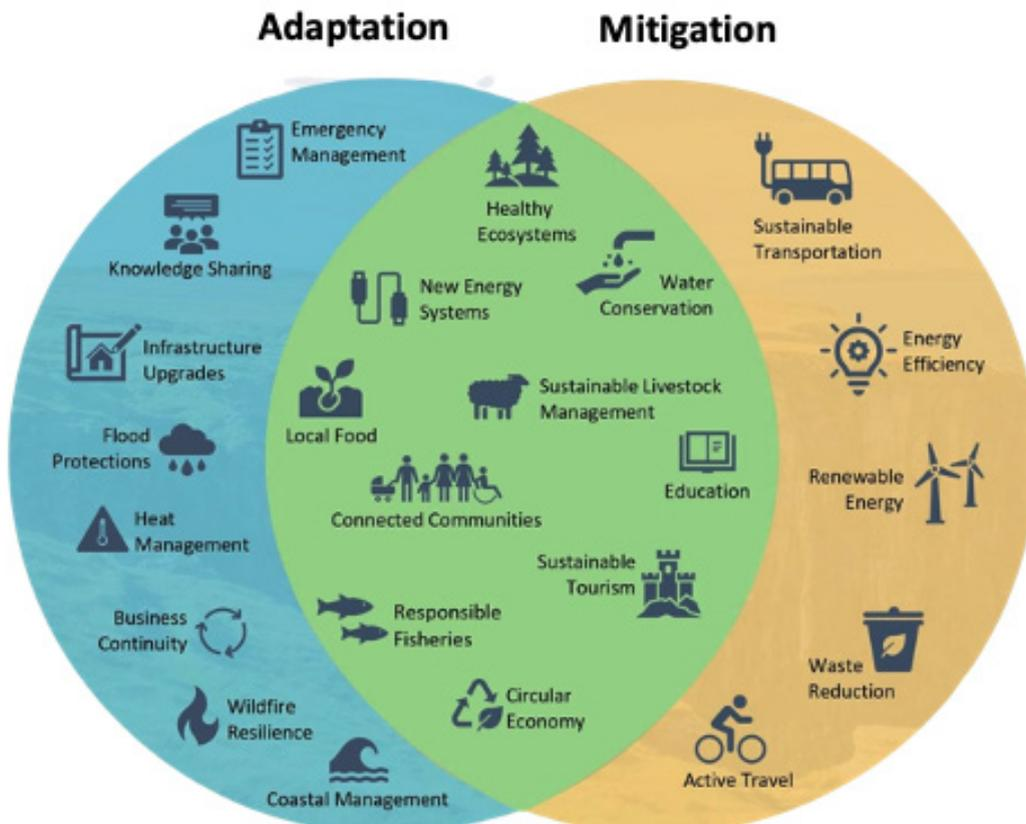 Adaptation
Mitigation
Emergency
Management
Knowledge Sharing
Infrastructure
Upgrades
Flood
Protections
Heat
Management
Business
Continuity
Wildfire
Resilience
Coastal Management
Healthy
Ecosystems
New Energy
Systems
Water
Conservation
Local Food
Sustainable Livestock
Management
Education
Connected Communities
Sustainable
Tourism
Responsible
Fisheries
Circular
Economy
Sustainable
Transportation
Energy
Efficiency
Renewable
Energy
Waste
Reduction
Active Travel